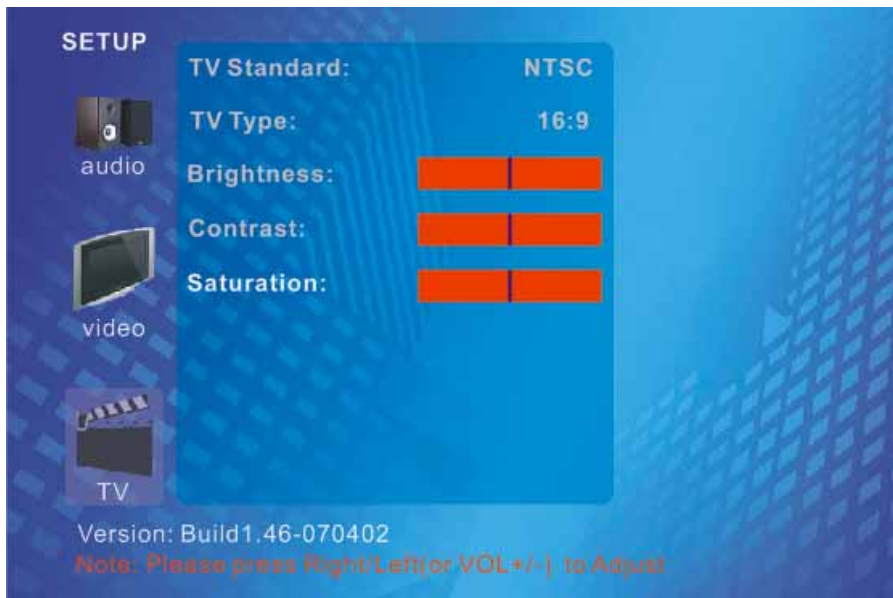 SETUP
TV Standard: NTSC
TV Type: 16:9
audio
Brightness:
Contrast:
Saturation:
video
TV
Version: Build1.46-070402
Note: Please press Right/Left(or VOL+/-) to Adjust